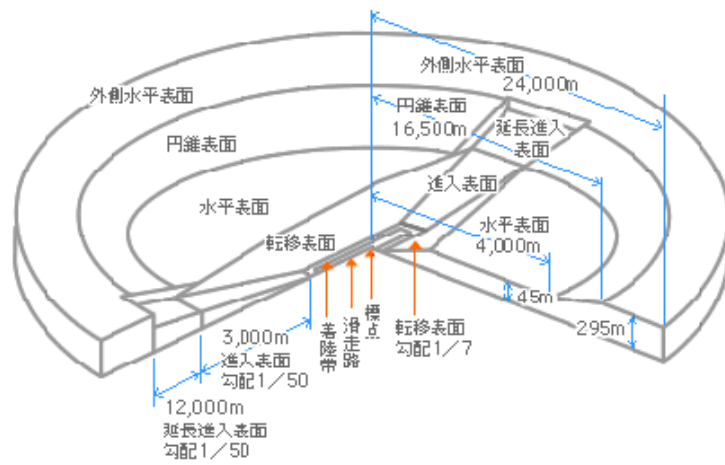 外側水平表面
24,000m
外側水平表面
円錐表面
16,500m
延長進入
表面
円錐表面
進入表面
水平表面
水平表面
4,000m
転移表面
45m
295m
3,000m
進入表面
勾配1/50
着陸帯
滑走路
標点
転移表面
勾配1/7
12,000m
延長進入表面
勾配1/50